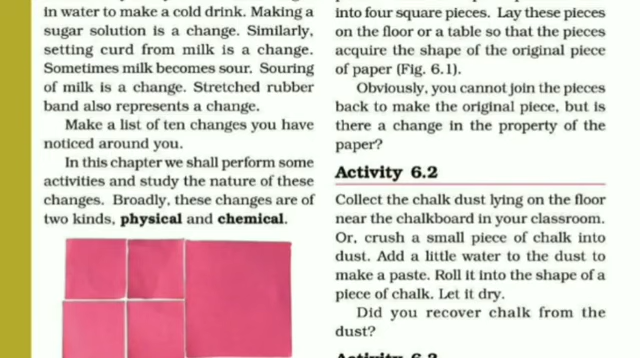 in water to make a cold drink. Making a
sugar solution is a change. Similarly,
setting curd from milk is a change.
Sometimes milk becomes sour. Souring
of milk is a change. Stretched rubber
band also represents a change.
Make a list of ten changes you have
noticed around you.
In this chapter we shall perform some
activities and study the nature of these
changes. Broadly, these changes are of
two kinds, physical and chemical.
into four square pieces. Lay these pieces
on the floor or a table so that the pieces
acquire the shape of the original piece
of paper (Fig. 6.1).
Obviously, you cannot join the pieces
back to make the original piece, but is
there a change in the property of the
paper?
Activity 6.2
Collect the chalk dust lying on the floor
near the chalkboard in your classroom.
Or, crush a small piece of chalk into
dust. Add a little water to the dust to
make a paste. Roll it into the shape of a
piece of chalk. Let it dry.
Did you recover chalk from the
dust?